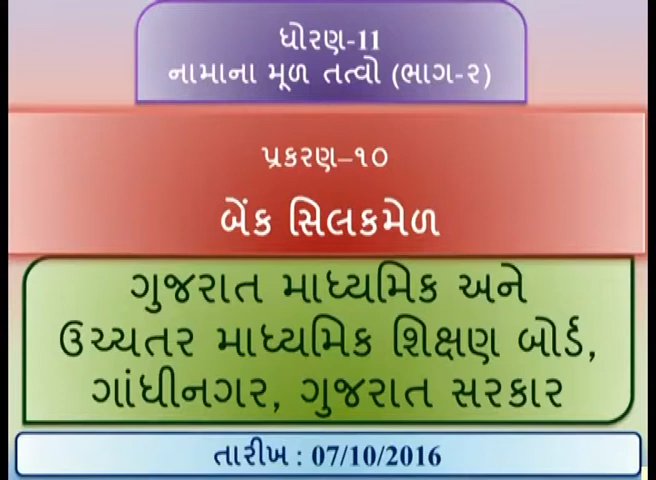 ધોરણ-11
નામાના મૂળ તત્વો (ભાગ-૨)
પ્રકરણ–૧૦
બેંક સિલકમેળ
ગુજરાત માધ્યમિક અને
ઉચ્ચતર માધ્યમિક શિક્ષણ બોર્ડ,
ગાંધીનગર, ગુજરાત સરકાર
તારીખ : 07/10/2016